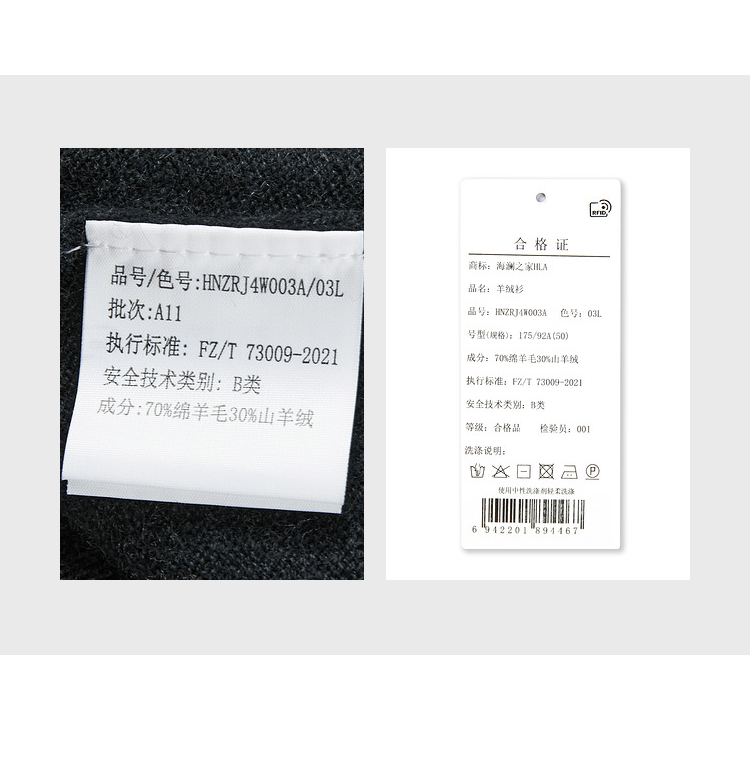 品号/色号:HNZRJ4W003A/03L
批次:A11
执行标准: FZ/T 73009-2021
安全技术类别: B类
成分:70%绵羊毛30%山羊绒
RFID
合格证
商标: 海澜之家HLA
品名: 羊绒衫
品号: HNZRJ4W003A 色号: 03L
号型(规格): 175/92A(50)
成分: 70%绵羊毛30%山羊绒
执行标准: FZ/T 73009-2021
安全技术类别: B类
等级: 合格品 检验员: 001
洗涤说明:
P
使用中性洗涤剂轻柔洗涤
6 942201 894467